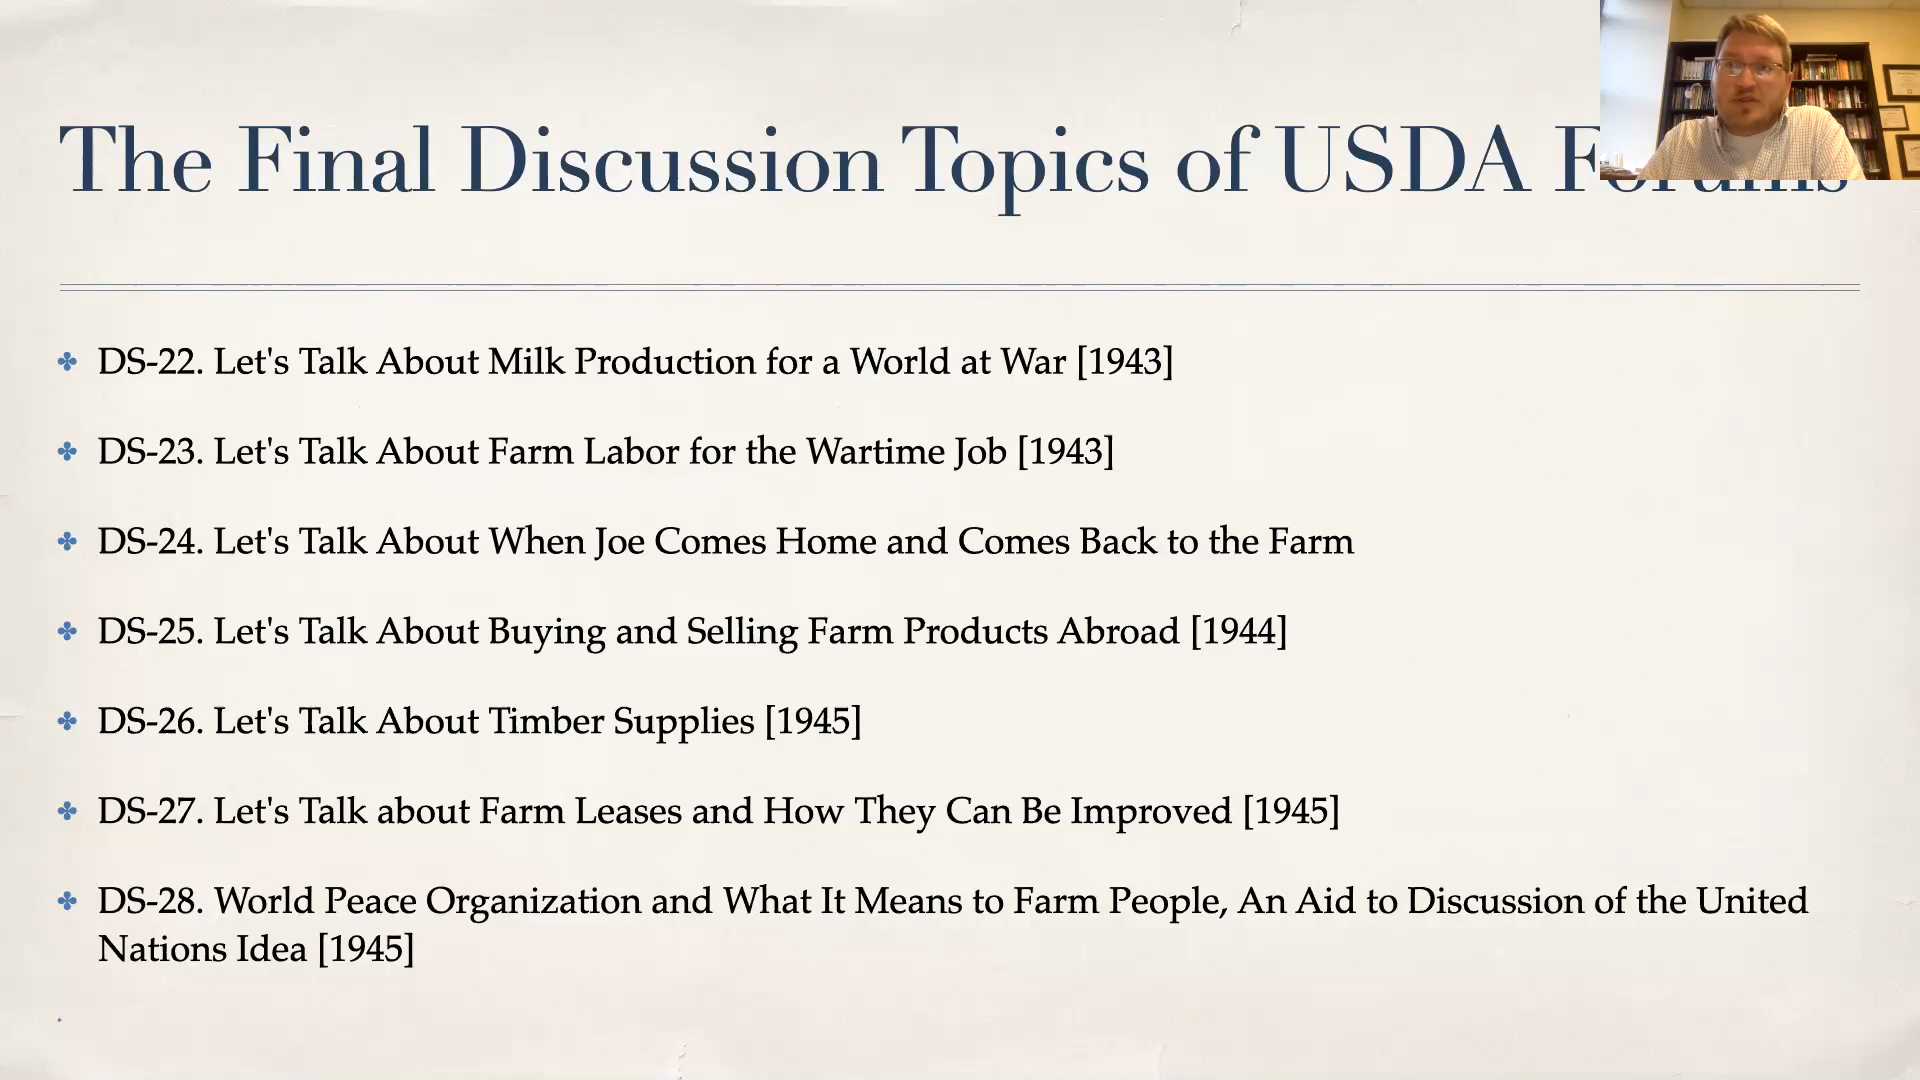 The Final Discussion Topics of USDA Forums
DS-22. Let's Talk About Milk Production for a World at War [1943]
DS-23. Let's Talk About Farm Labor for the Wartime Job [1943]
DS-24. Let's Talk About When Joe Comes Home and Comes Back to the Farm
DS-25. Let's Talk About Buying and Selling Farm Products Abroad [1944]
DS-26. Let's Talk About Timber Supplies [1945]
DS-27. Let's Talk about Farm Leases and How They Can Be Improved [1945]
DS-28. World Peace Organization and What It Means to Farm People, An Aid to Discussion of the United
Nations Idea [1945]